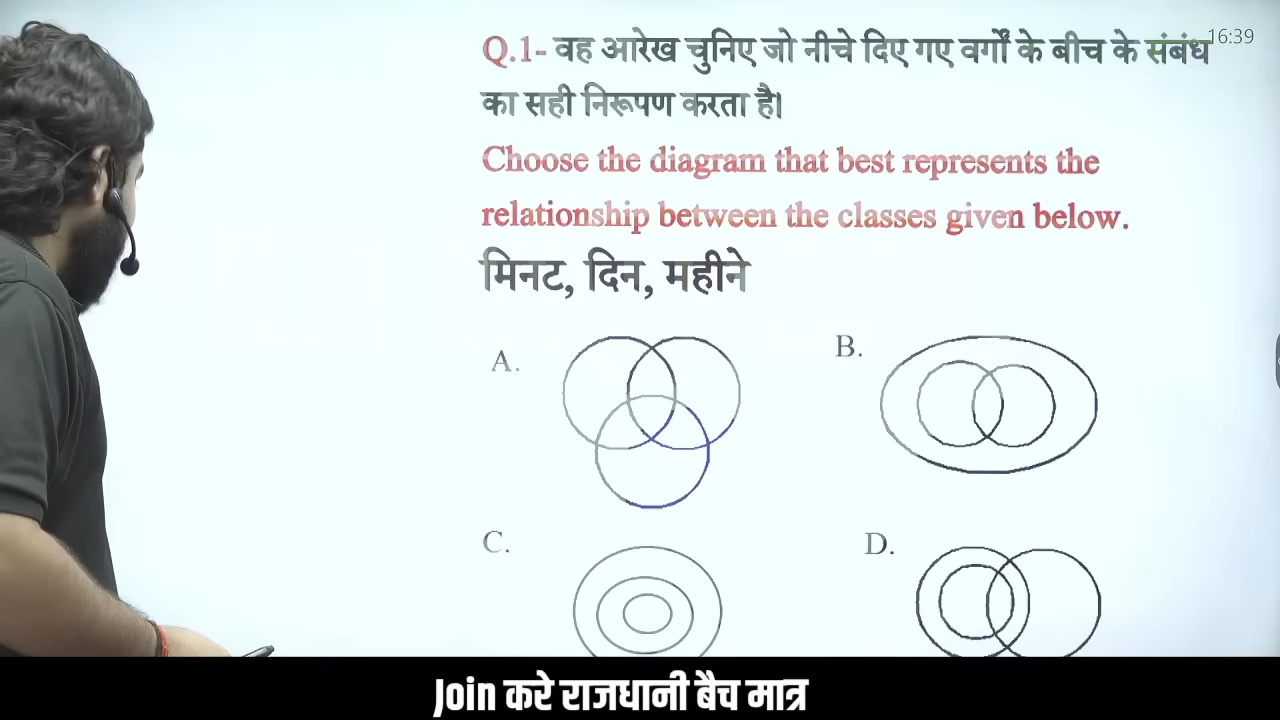 16:39
Q.1- वह आरेख चुनिए जो नीचे दिए गए वर्गों के बीच के संबंध
का सही निरूपण करता है।
Choose the diagram that best represents the
relationship between the classes given below.
मिनट, दिन, महीने
A.
B.
C.
D.
Join करे राजधानी बैच मात्र